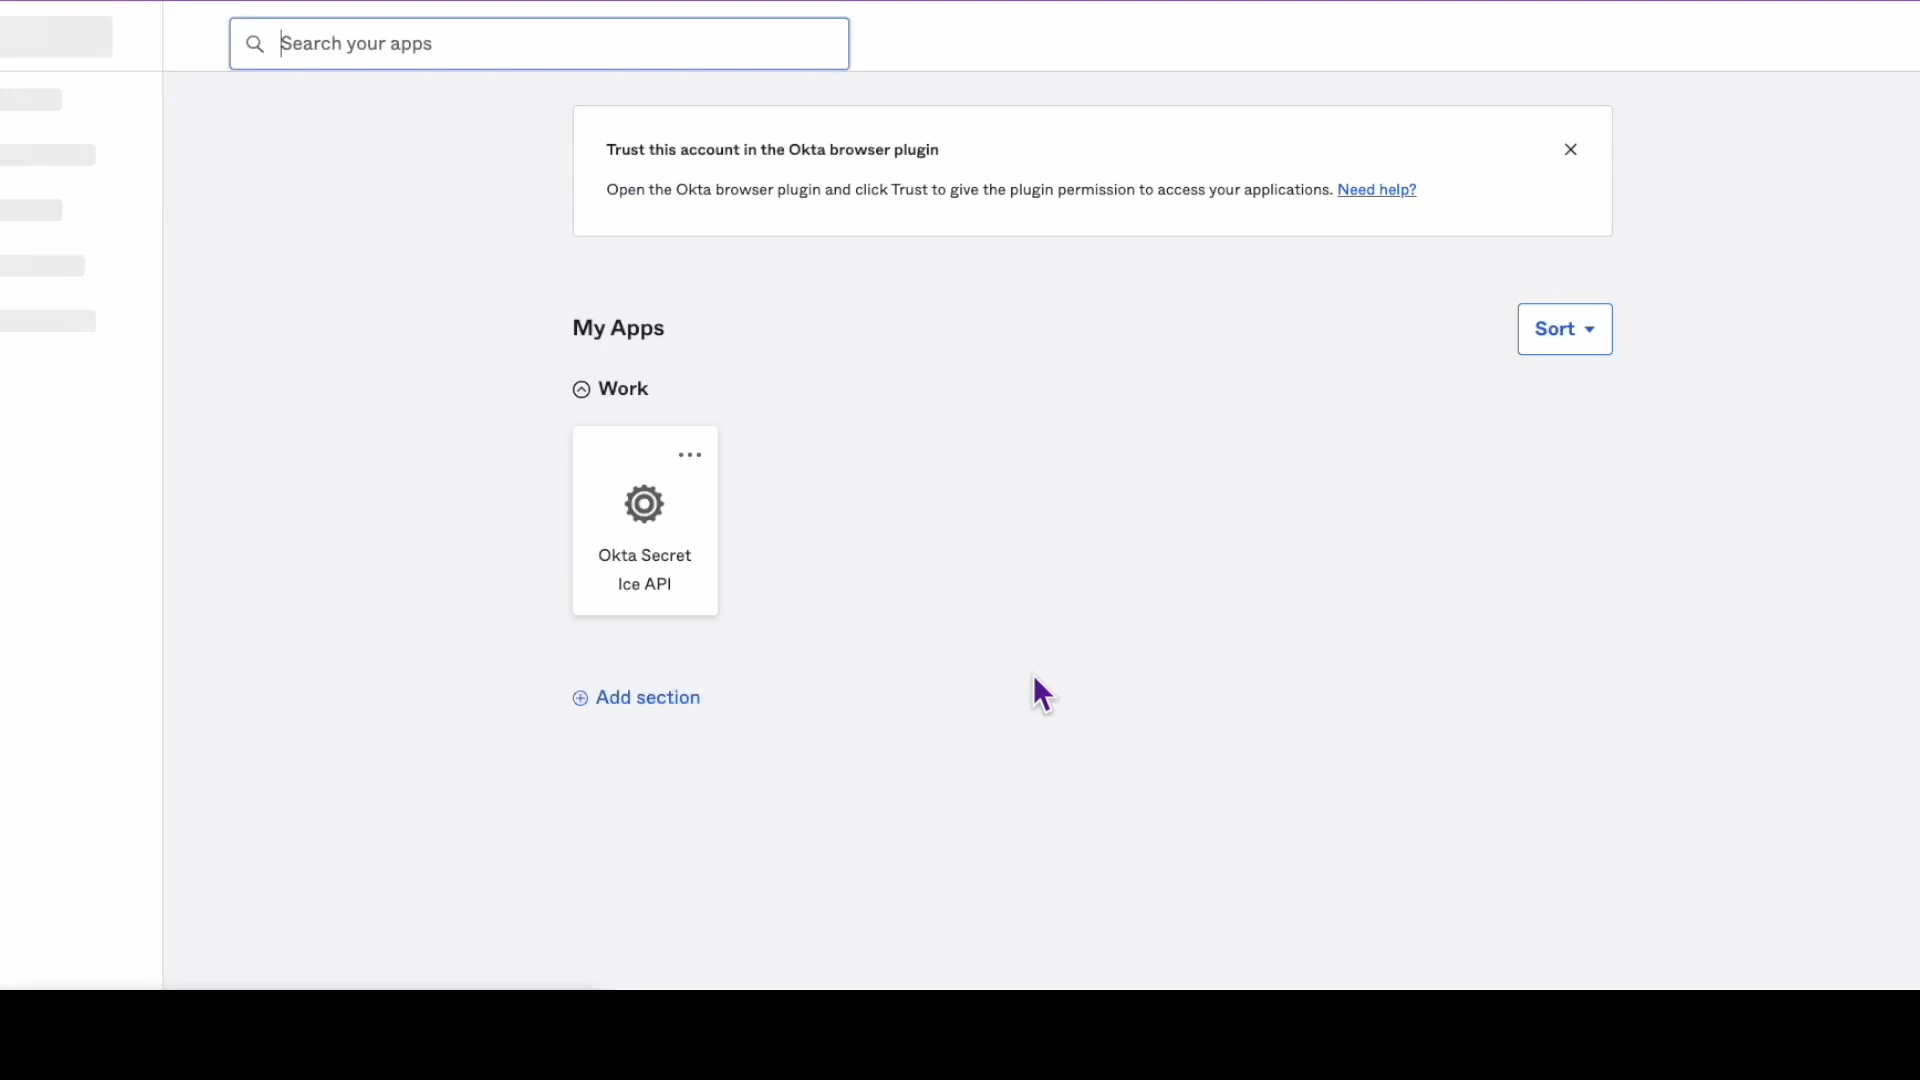 Search your apps
Trust this account in the Okta browser plugin
Open the Okta browser plugin and click Trust to give the plugin permission to access your applications. Need help?
My Apps
Sort
Work
Okta Secret
Ice API
Add section